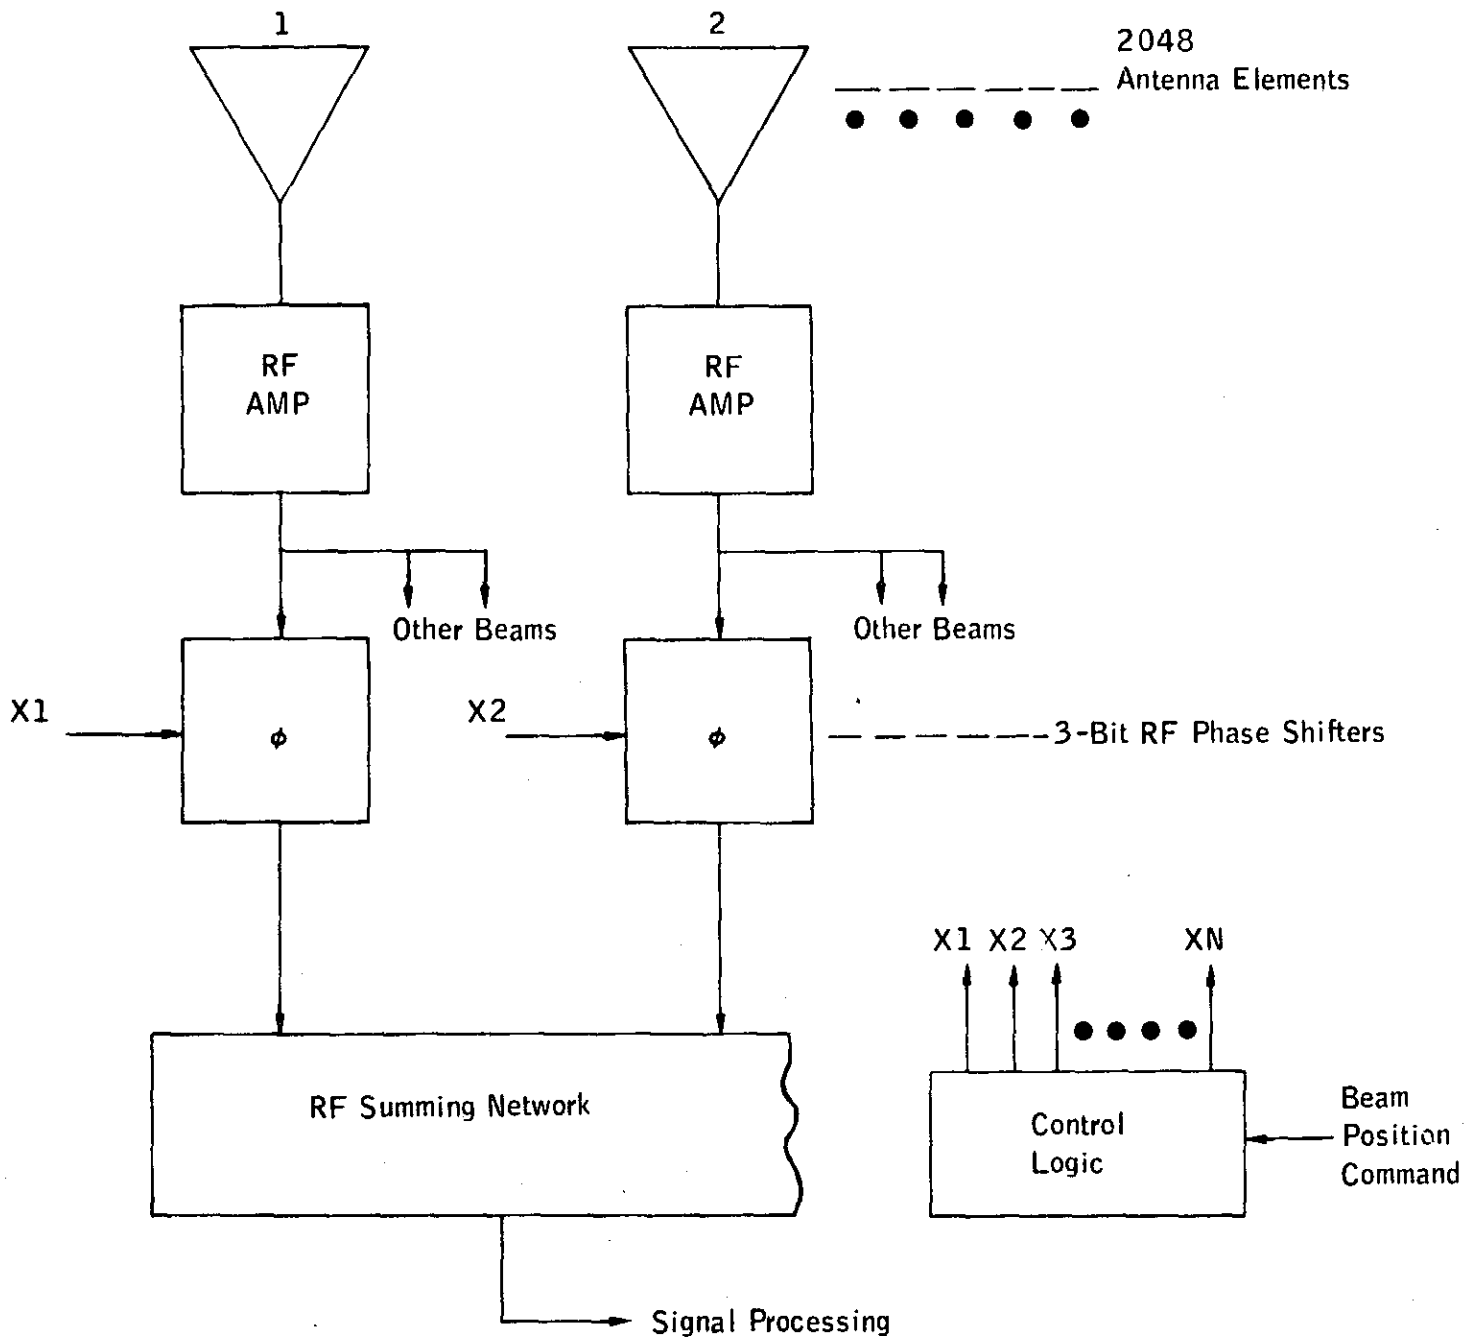 1
2
2048
Antenna Elements
RF
AMP
RF
AMP
Other Beams
Other Beams
X1
ϕ
X2
ϕ
3-Bit RF Phase Shifters
X1 X2 X3 XN
RF Summing Network
Control
Logic
Beam
Position
Command
Signal Processing